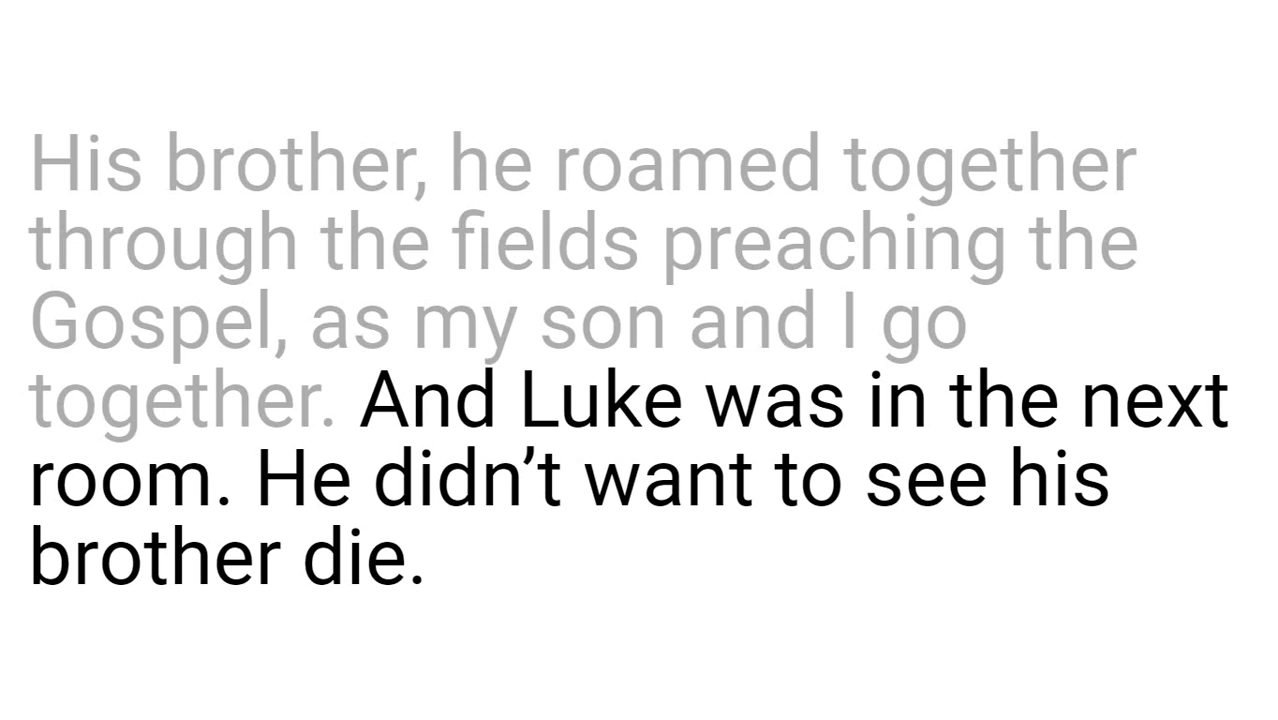 His brother, he roamed together
through the fields preaching the
Gospel, as my son and I go
together. And Luke was in the next
room. He didn’t want to see his
brother die.